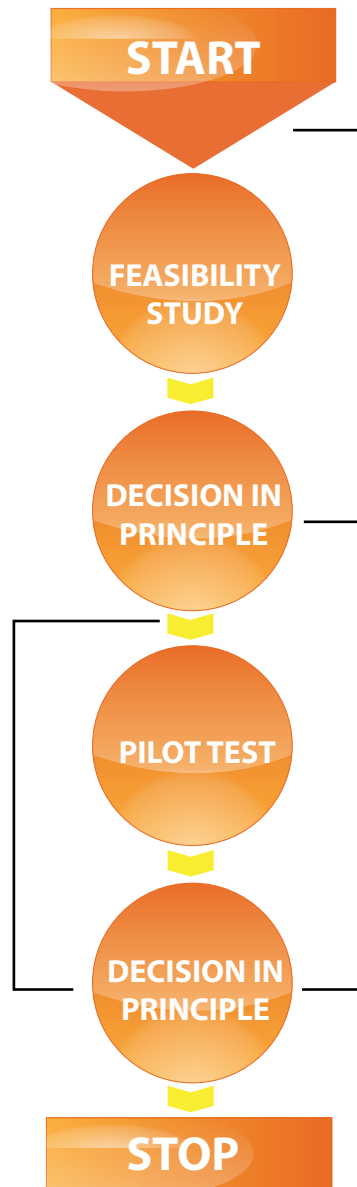 START
FEASIBILITY
STUDY
DECISION IN
PRINCIPLE
PILOT TEST
DECISION IN
PRINCIPLE
STOP